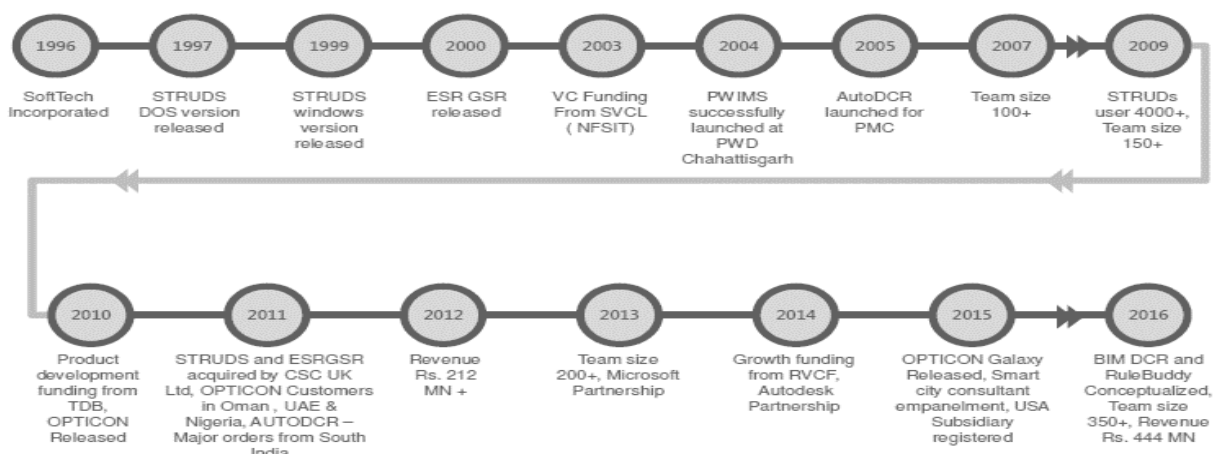 1996
1997
1999
2000
2003
2004
2005
2007
2009
SoftTech
Incorporated
STRUDS
DOS version
released
STRUDS
windows
version
released
ESR GSR
released
VC Funding
From SVCL
( NFSIT)
PWIMS
successfully
launched at
PWD
Chahattisgarh
AutoDCR
launched for
PMC
Team size
100+
STRUDs
user 4000+,
Team size
150+
2010
2011
2012
2013
2014
2015
2016
Product
development
funding from
TDB,
OPTICON
Released
STRUDS and ESRGSR
acquired by CSC UK
Ltd, OPTICON Customers
in Oman , UAE &
Nigeria, AUTODCR –
Major orders from South
India
Revenue
Rs. 212
MN +
Team size
200+, Microsoft
Partnership
Growth funding
from RVCF,
Autodesk
Partnership
OPTICON Galaxy
Released, Smart
city consultant
empanelment, USA
Subsidiary
registered
BIM DCR and
RuleBuddy
Conceptualized,
Team size
350+, Revenue
Rs. 444 MN